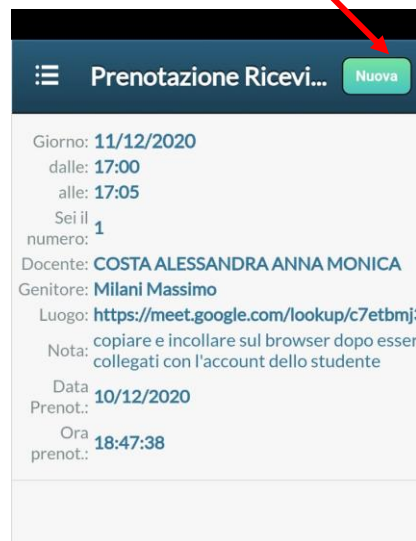 Prenotazione Ricevi... Nuova
Giorno: 11/12/2020
dalle: 17:00
alle: 17:05
Sei il
numero: 1
Docente: COSTA ALESSANDRA ANNA MONICA
Genitore: Milani Massimo
Luogo: https://meet.google.com/lookup/c7etbmj
Nota: copiare e incollare sul browser dopo esser
collegati con l'account dello studente
Data
Prenot.: 10/12/2020
Ora
prenot.: 18:47:38